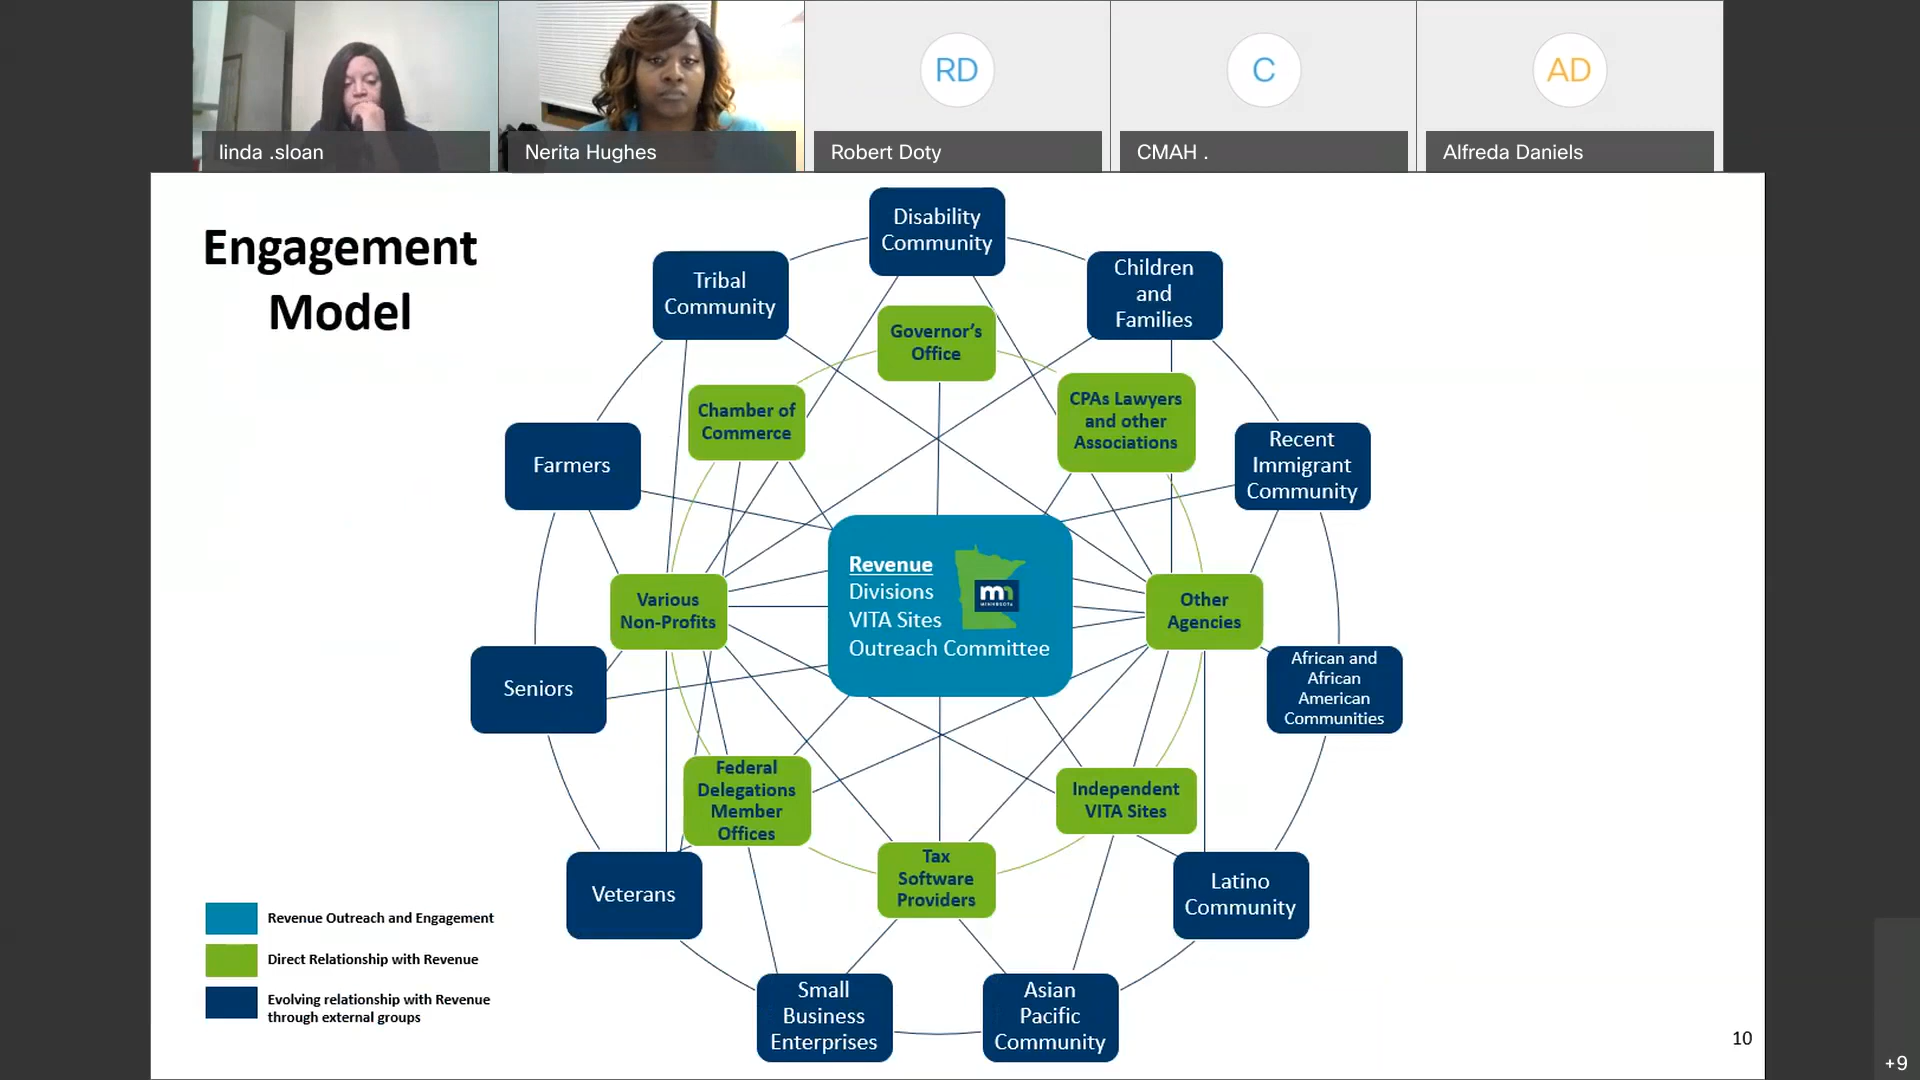 RD
C
AD
linda .sloan
Nerita Hughes
Robert Doty
CMAH .
Alfreda Daniels
Engagement
Model
Disability
Community
Tribal
Community
Children
and
Families
Governor's
Office
Chamber of
Commerce
CPAs Lawyers
and other
Associations
Farmers
Recent
Immigrant
Community
Revenue
Divisions
VITA Sites
Outreach Committee
mn
MINNESOTA
Various
Non-Profits
Other
Agencies
Seniors
African and
African
American
Communities
Federal
Delegations
Member
Offices
Independent
VITA Sites
Tax
Software
Providers
Veterans
Latino
Community
Small
Business
Enterprises
Asian
Pacific
Community
Revenue Outreach and Engagement
Direct Relationship with Revenue
Evolving relationship with Revenue
through external groups
10
+9